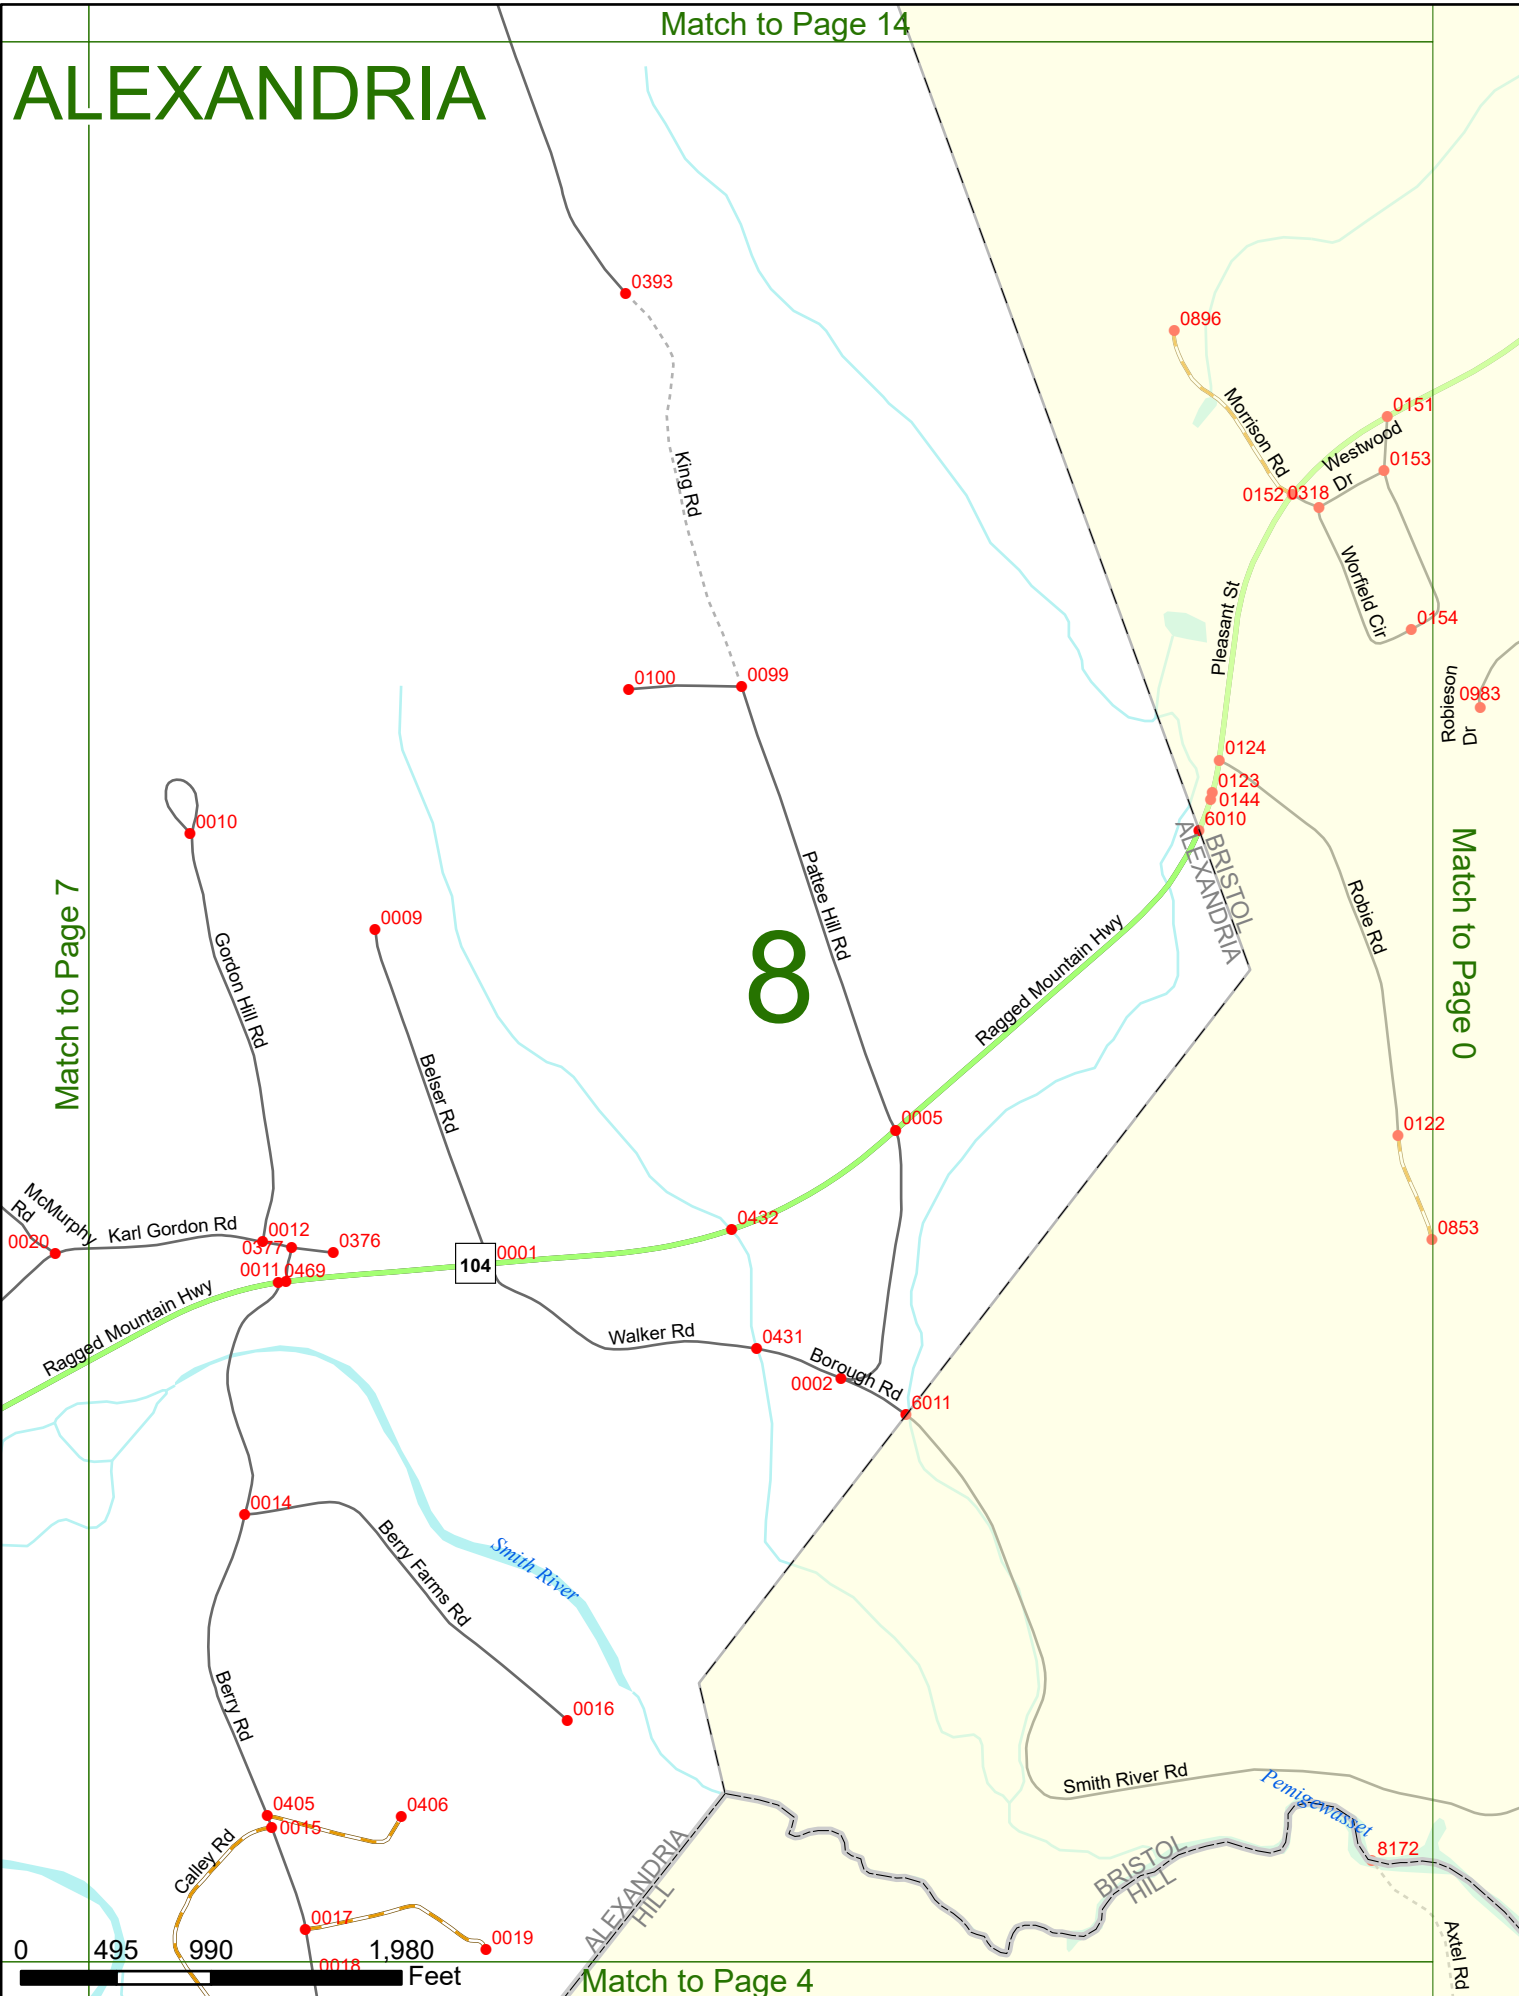 Match to Page 14
ALEXANDRIA
0393
0896
Morrison Rd
0151
Westwood
Dr
0153
0152
0318
King Rd
Worfield Cir
Pleasant St
0154
0100
0099
Robieson
Dr
0983
0124
0123
0144
6010
BRISTOL
ALEXANDRIA
0010
Match to Page 7
Match to Page 0
Pattee Hill Rd
Robie Rd
0009
Gordon Hill Rd
8
Ragged Mountain Hwy
Belser Rd
0005
0122
McMurphy
Rd
Karl Gordon Rd
0012
0432
0853
0020
0377
0376
0001
104
0011
0469
Ragged Mountain Hwy
Walker Rd
0431
Borough Rd
0002
6011
0014
Berry Farms Rd
Smith River
Berry Rd
0016
Smith River Rd
Pemigewasset
0405
0406
0015
Calley Rd
ALEXANDRIA
HILL
BRISTOL
HILL
8172
0017
0019
Axtel Rd
0 495 990 1,980
Feet
0018
Match to Page 4